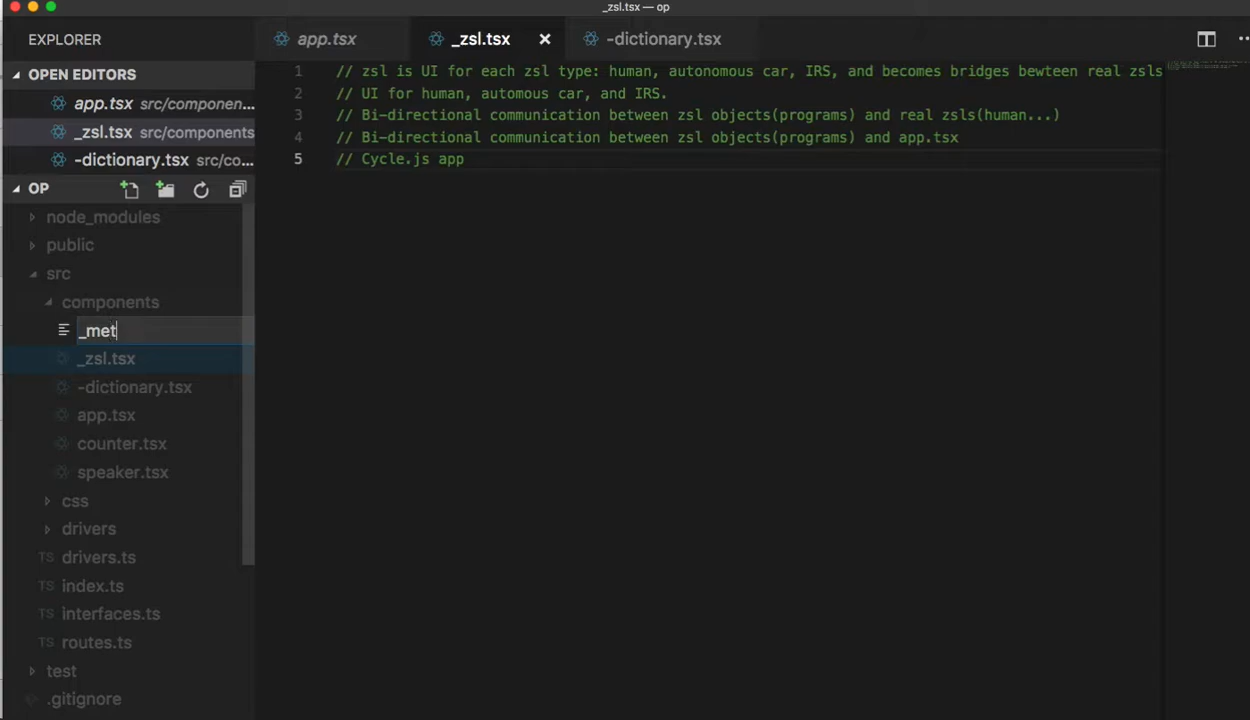 _zsl.tsx — op
EXPLORER
app.tsx
_zsl.tsx
-dictionary.tsx
OPEN EDITORS
app.tsx src/componen...
_zsl.tsx src/components
-dictionary.tsx src/co...
OP
node_modules
public
src
components
_met
_zsl.tsx
-dictionary.tsx
app.tsx
counter.tsx
speaker.tsx
css
drivers
TS drivers.ts
TS index.ts
TS interfaces.ts
TS routes.ts
test
.gitignore
1 // zsl is UI for each zsl type: human, autonomous car, IRS, and becomes bridges bewteen real zsls
2 // UI for human, automous car, and IRS.
3 // Bi-directional communication between zsl objects(programs) and real zsls(human...)
4 // Bi-directional communication between zsl objects(programs) and app.tsx
5 // Cycle.js app